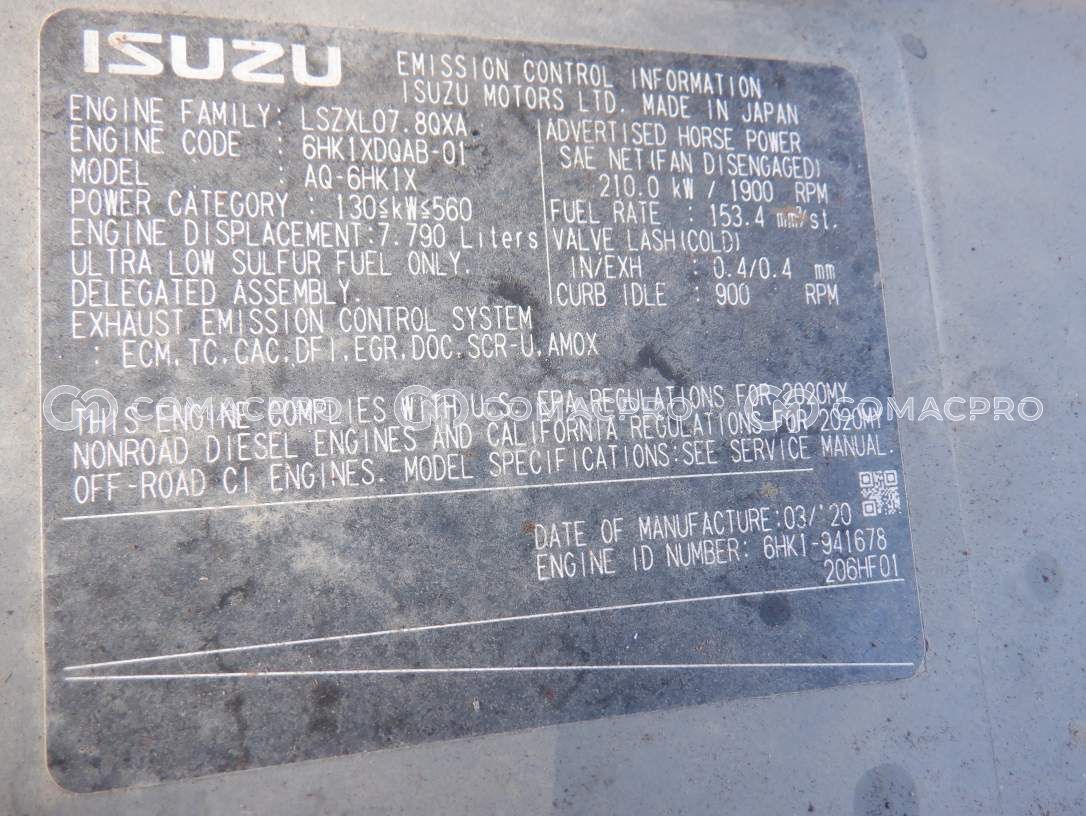 ISUZU
EMISSION CONTROL INFORMATION
ISUZU MOTORS LTD. MADE IN JAPAN
ENGINE FAMILY: LSZXL07.8QXA
ENGINE CODE : 6HK1XDQAB-01
MODEL : AQ-6HK1X
POWER CATEGORY : 130≦kW≦560
ENGINE DISPLACEMENT:7.790 Liters
ULTRA LOW SULFUR FUEL ONLY.
DELEGATED ASSEMBLY.
ADVERTISED HORSE POWER
SAE NET(FAN DISENGAGED)
210.0 kW / 1900 RPM
FUEL RATE : 153.4 mm³/st.
VALVE LASH(COLD)
IN/EXH : 0.4/0.4 mm
CURB IDLE : 900 RPM
EXHAUST EMISSION CONTROL SYSTEM
: ECM,TC,CAC,DFI,EGR,DOC,SCR-U,AMOX
THIS ENGINE COMPLIES WITH U.S. EPA REGULATIONS FOR 2020MY
NONROAD DIESEL ENGINES AND CALIFORNIA REGULATIONS FOR 2020MY
OFF-ROAD CI ENGINES. MODEL SPECIFICATIONS:SEE SERVICE MANUAL.
COMACPRO COMACPRO COMACPRO
DATE OF MANUFACTURE:03/'20
ENGINE ID NUMBER: 6HK1-941678
206HF01